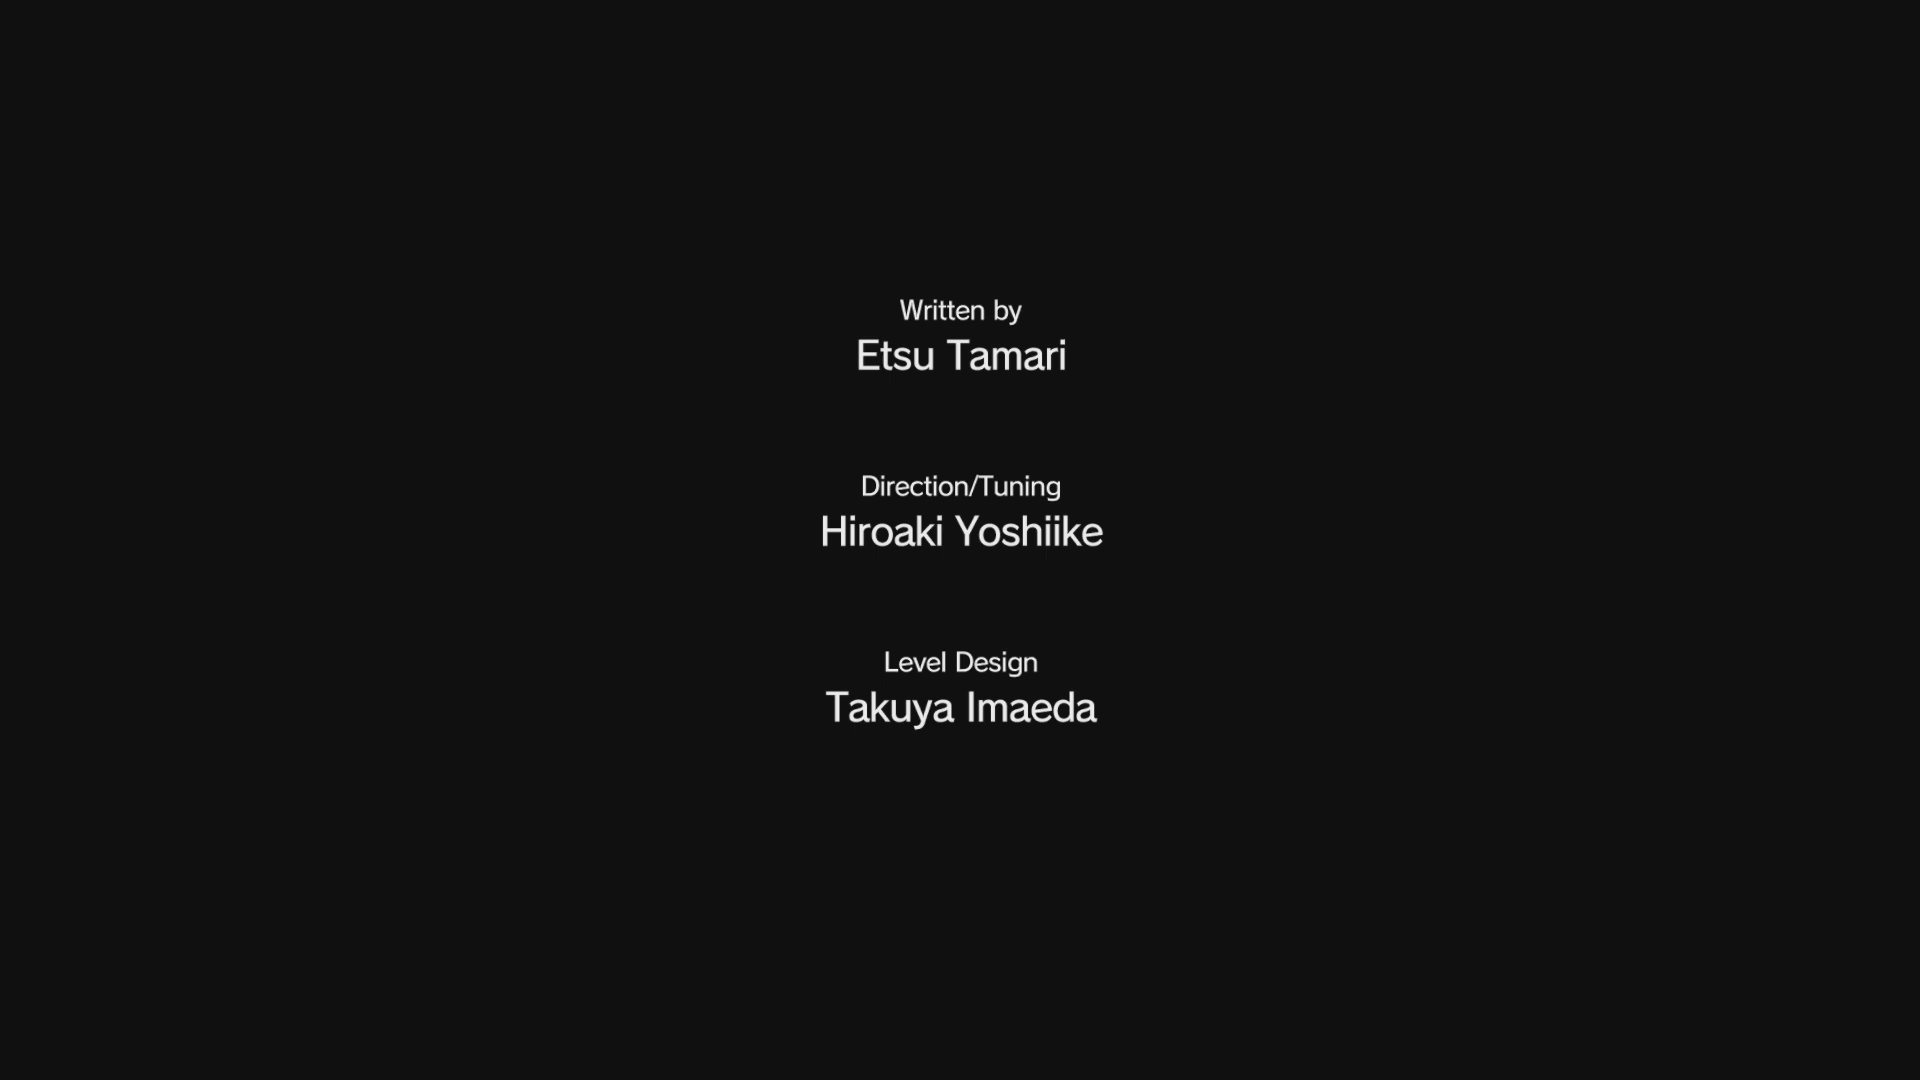 Written by
Etsu Tamari
Direction/Tuning
Hiroaki Yoshiike
Level Design
Takuya Imaeda